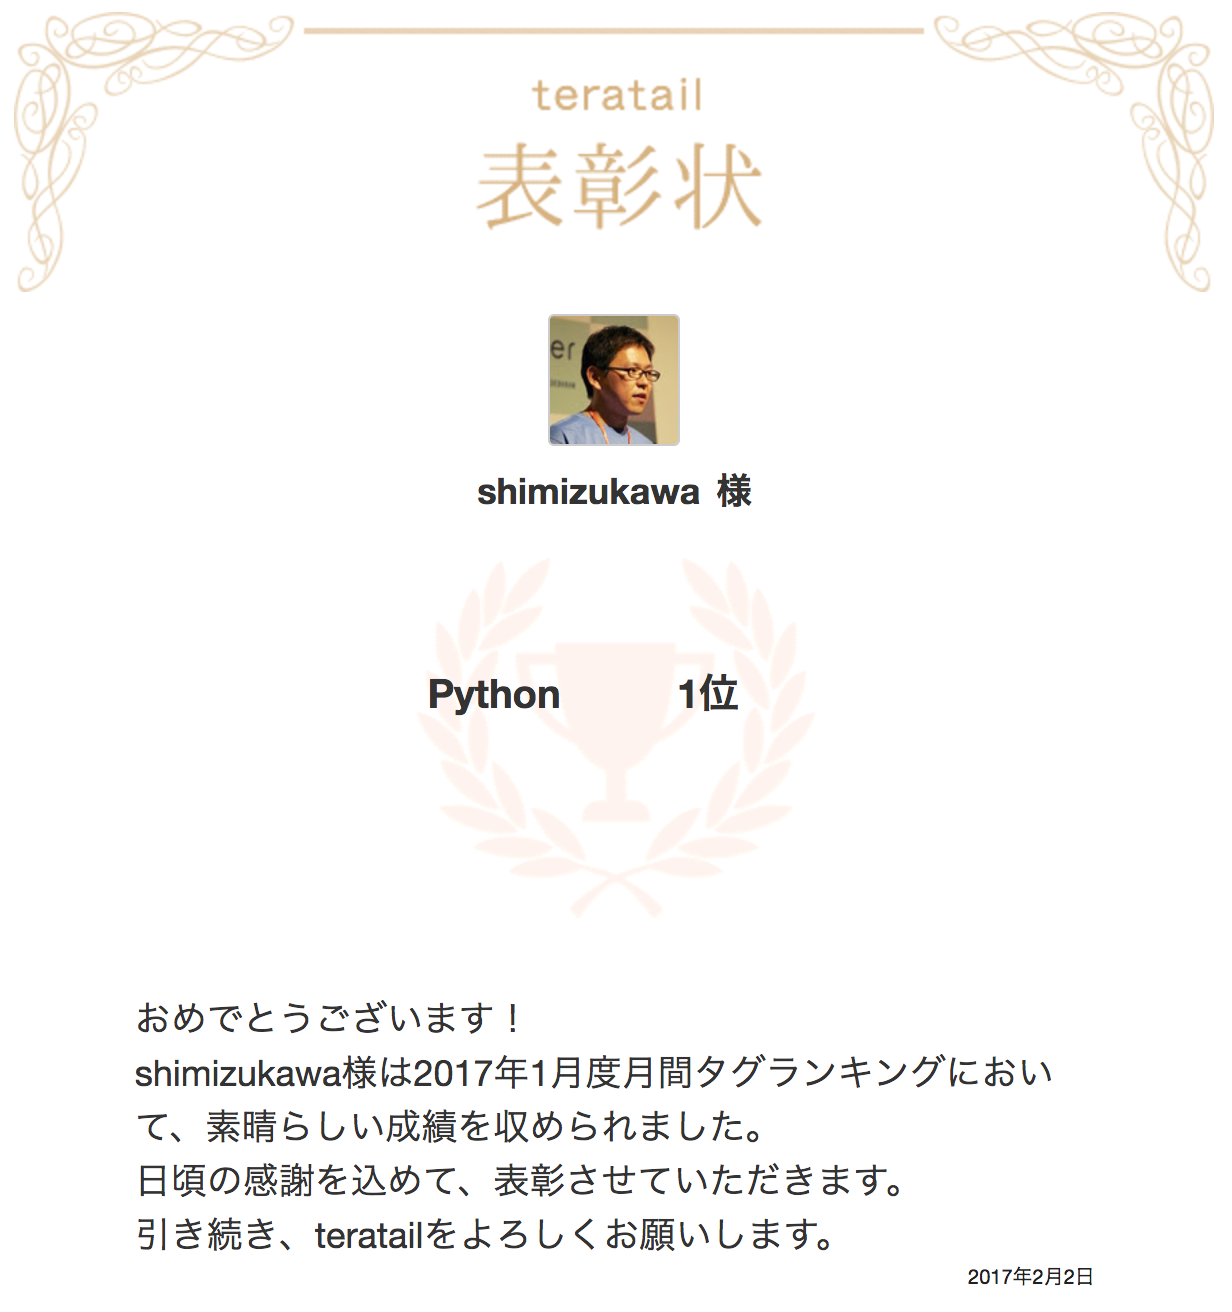 teratail
表彰状
er
shimizukawa 様
Python 1位
おめでとうございます！
shimizukawa様は2017年1月度月間タグランキングにおい
て、素晴らしい成績を収められました。
日頃の感謝を込めて、表彰させていただきます。
引き続き、teratailをよろしくお願いします。
2017年2月2日